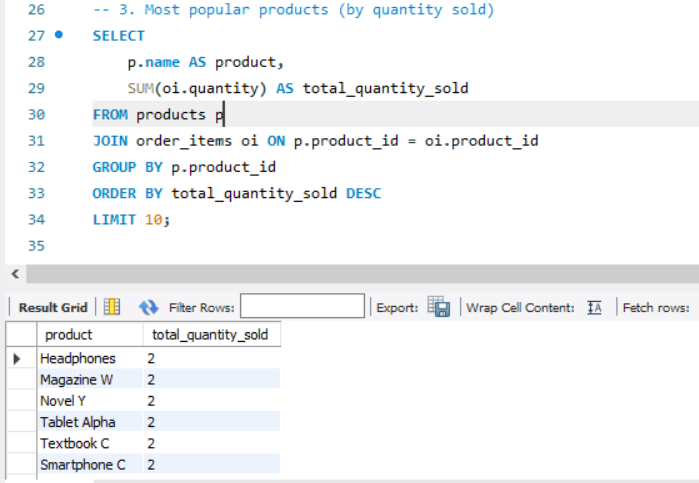 26 -- 3. Most popular products (by quantity sold)
27 SELECT
28 p.name AS product,
29 SUM(oi.quantity) AS total_quantity_sold
30 FROM products p
31 JOIN order_items oi ON p.product_id = oi.product_id
32 GROUP BY p.product_id
33 ORDER BY total_quantity_sold DESC
34 LIMIT 10;
35
Result Grid Filter Rows: Export: Wrap Cell Content: IA Fetch rows:
product total_quantity_sold
Headphones 2
Magazine W 2
Novel Y 2
Tablet Alpha 2
Textbook C 2
Smartphone C 2